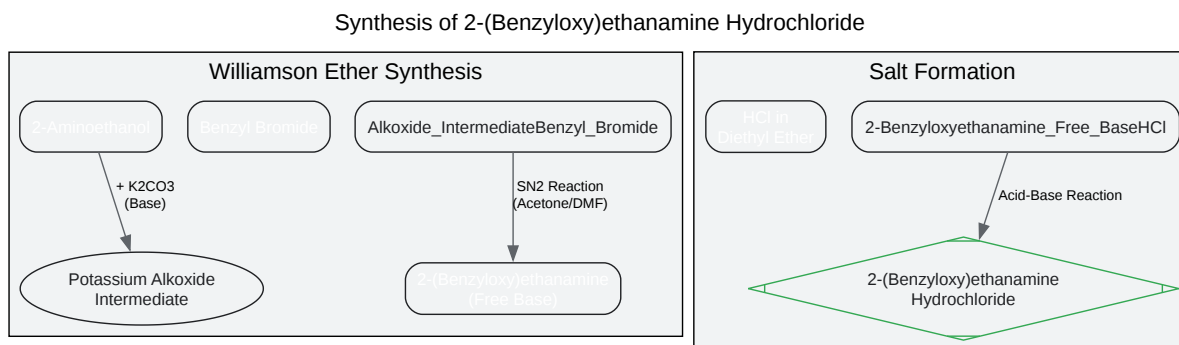 Synthesis of 2-(Benzyloxy)ethanamine Hydrochloride
Williamson Ether Synthesis
2-Aminoethanol
Benzyl Bromide
Alkoxide_IntermediateBenzyl_Bromide
+ K2CO3
(Base)
SN2 Reaction
(Acetone/DMF)
Potassium Alkoxide
Intermediate
2-(Benzyloxy)ethanamine
(Free Base)
Salt Formation
HCl in
Diethyl Ether
2-Benzyloxyethanamine_Free_BaseHCl
Acid-Base Reaction
2-(Benzyloxy)ethanamine
Hydrochloride